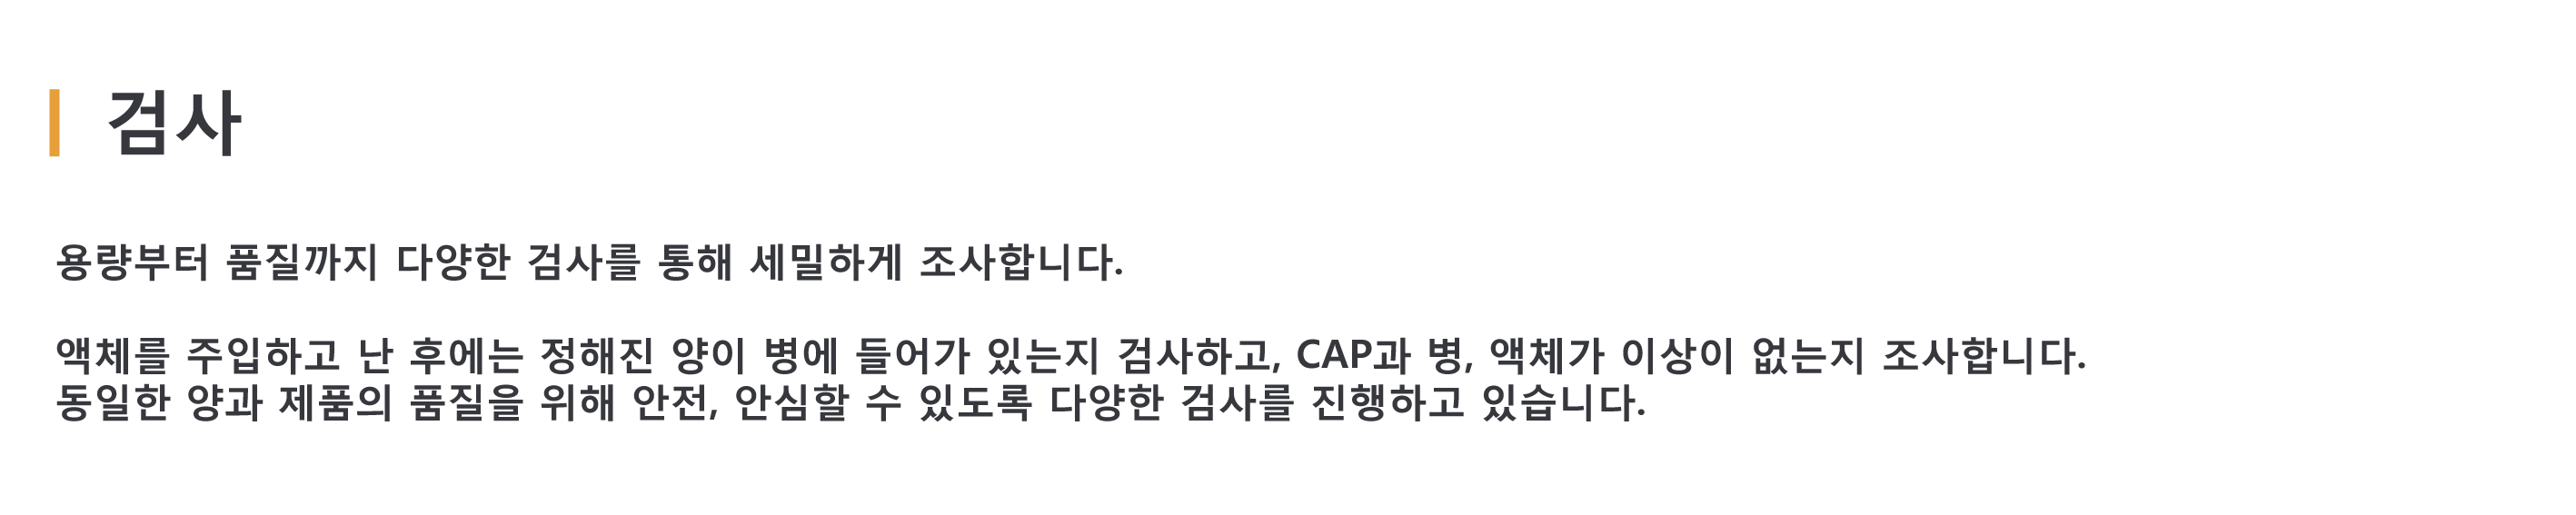 검사
용량부터 품질까지 다양한 검사를 통해 세밀하게 조사합니다.
액체를 주입하고 난 후에는 정해진 양이 병에 들어가 있는지 검사하고, CAP과 병, 액체가 이상이 없는지 조사합니다.
동일한 양과 제품의 품질을 위해 안전, 안심할 수 있도록 다양한 검사를 진행하고 있습니다.